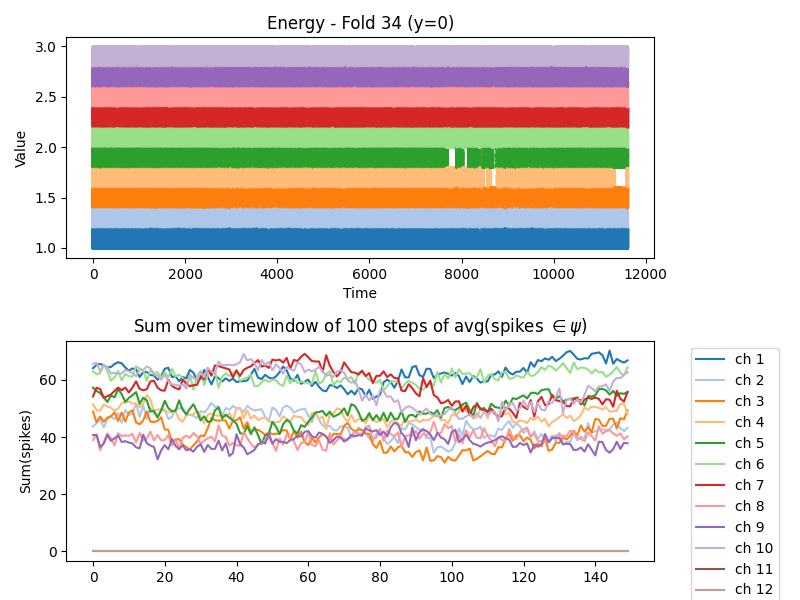 Energy - Fold 34 (y=0)
3.0
2.5
2.0
1.5
1.0
Value
0 2000 4000 6000 8000 10000 12000
Time
Sum over timewindow of 100 steps of avg(spikes ∈ψ)
60
40
20
0
Sum(spikes)
0 20 40 60 80 100 120 140
ch 1
ch 2
ch 3
ch 4
ch 5
ch 6
ch 7
ch 8
ch 9
ch 10
ch 11
ch 12